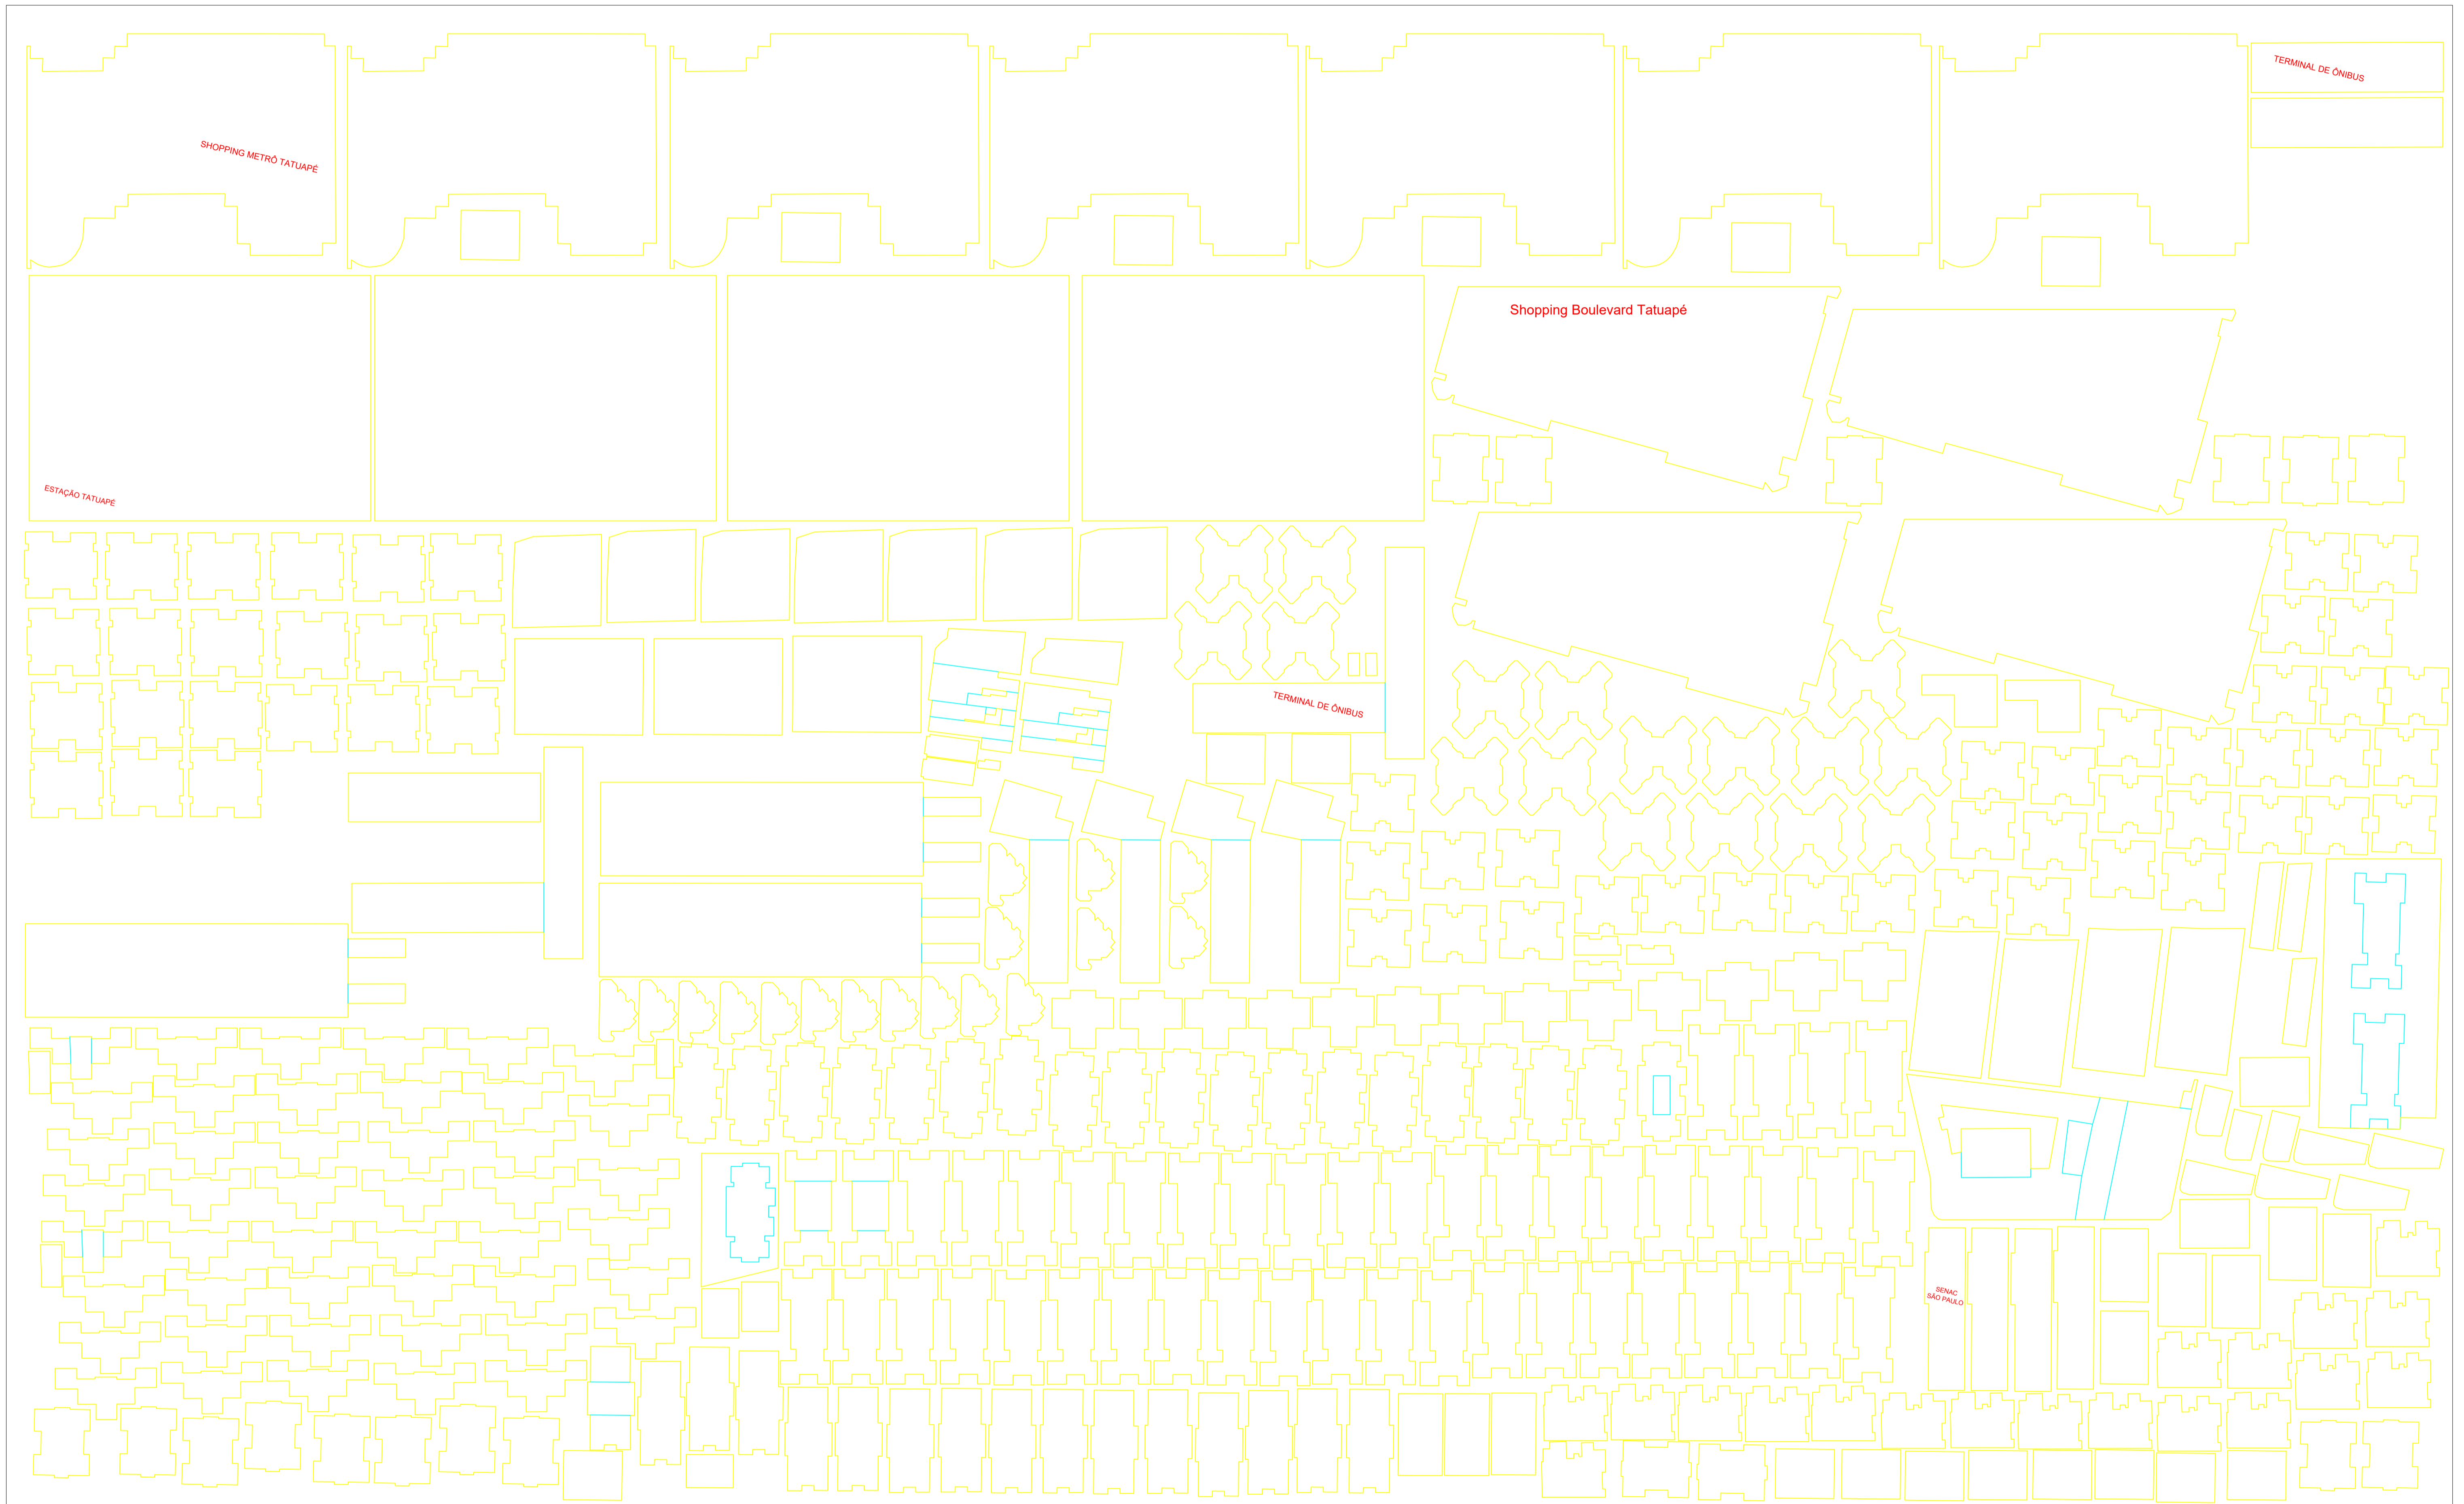 TERMINAL DE ÔNIBUS
SHOPPING METRÔ TATUAPÉ
Shopping Boulevard Tatuapé
ESTAÇÃO TATUAPÉ
TERMINAL DE ÔNIBUS
SENAC
SÃO PAULO